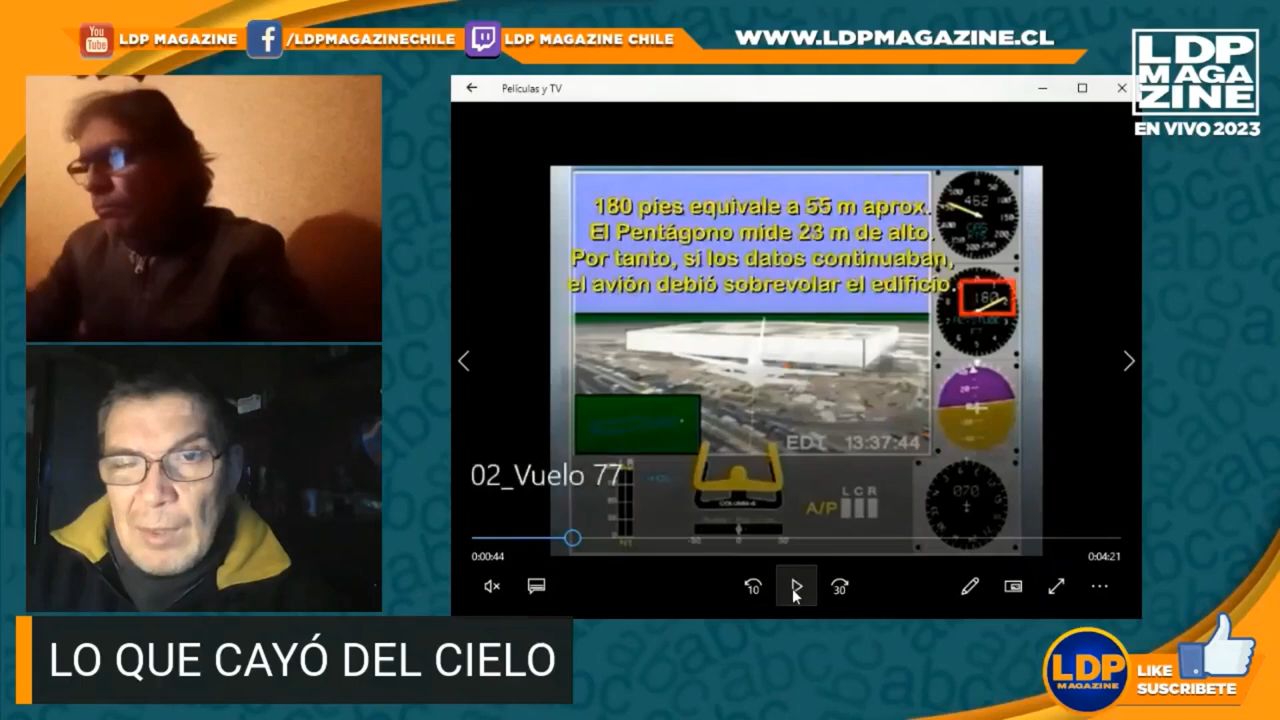 You
Tube
LDP MAGAZINE
/LDPMAGAZINECHILE
LDP MAGAZINE CHILE
WWW.LDPMAGAZINE.CL
LDP
MAGA
ZINE
EN VIVO 2023
Películas y TV
180 pies equivale a 55 m aprox.
El Pentágono mide 23 m de alto.
Por tanto, si los datos continuaban,
el avión debió sobrevolar el edificio.
462
180
EDT 13:37:44
02_Vuelo 77
A/P
L C R
070
0:00:44
0:04:21
10
30
LO QUE CAYÓ DEL CIELO
LDP
MAGAZINE
LIKE
SUSCRIBETE